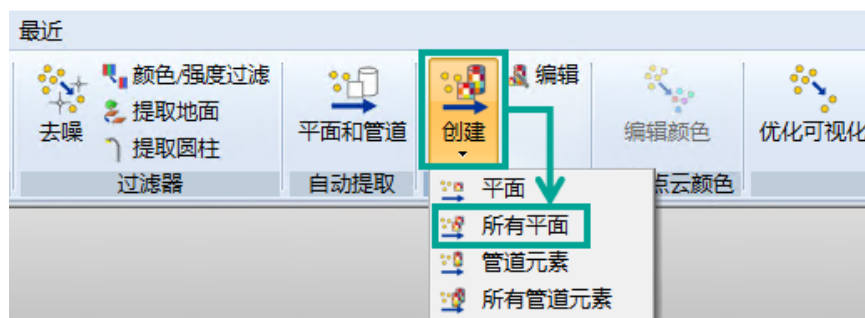 最近
颜色/强度过滤
提取地面
提取圆柱
去噪
平面和管道
创建
编辑
编辑颜色
优化可视化
过滤器
自动提取
点云颜色
平面
所有平面
管道元素
所有管道元素